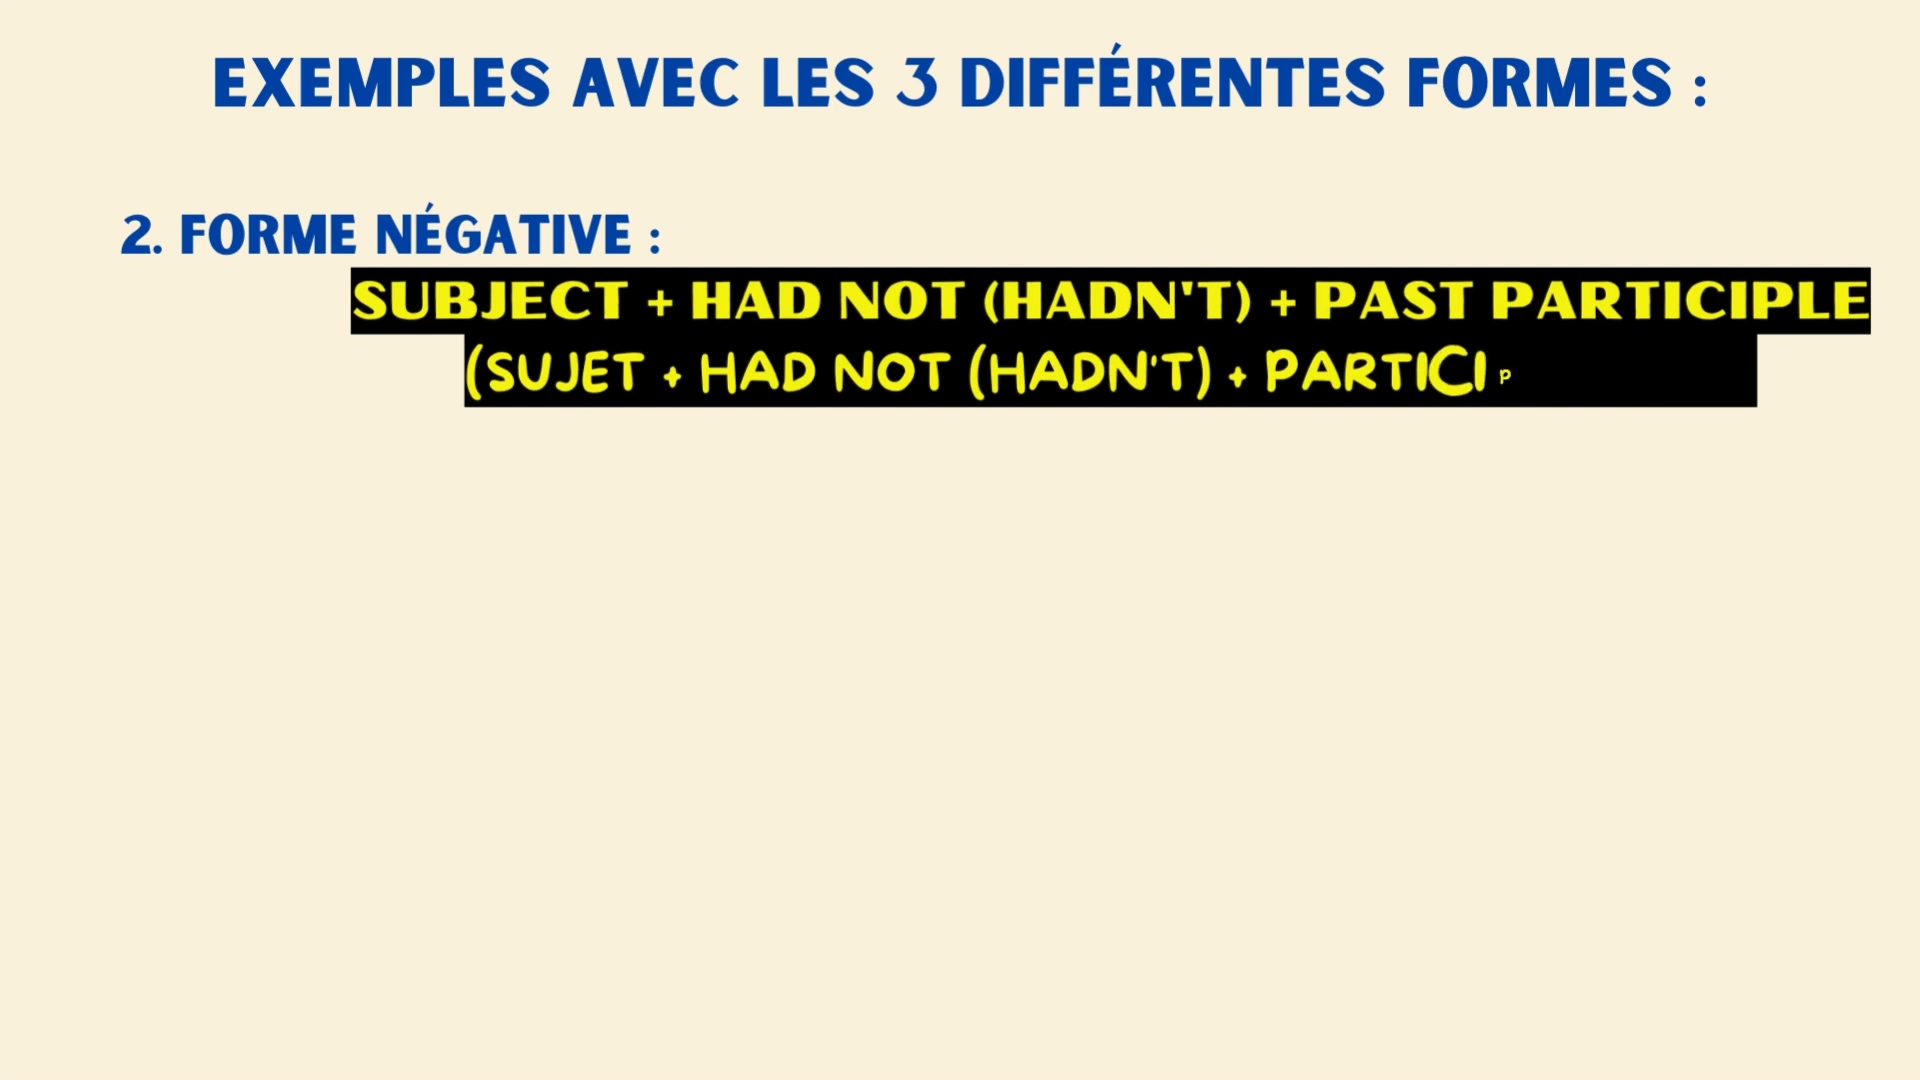 EXEMPLES AVEC LES 3 DIFFÉRENTES FORMES :
2. FORME NÉGATIVE :
SUBJECT + HAD NOT (HADN'T) + PAST PARTICIPLE
(SUJET + HAD NOT (HADN'T) + PARTICIP